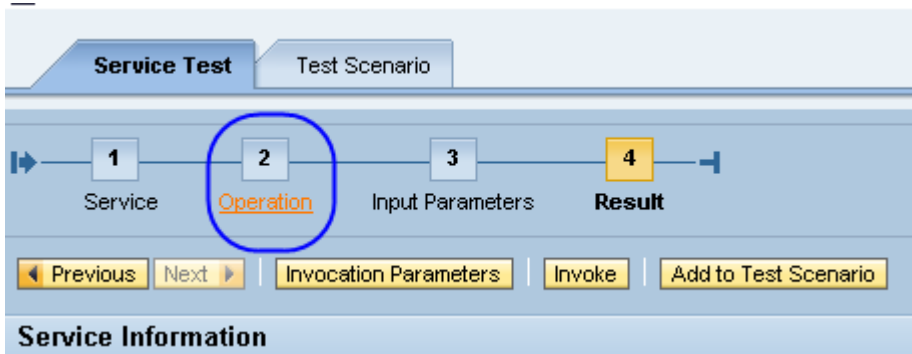 Service Test Test Scenario
1 2 3 4
Service Operation Input Parameters Result
Previous Next Invocation Parameters Invoke Add to Test Scenario
Service Information